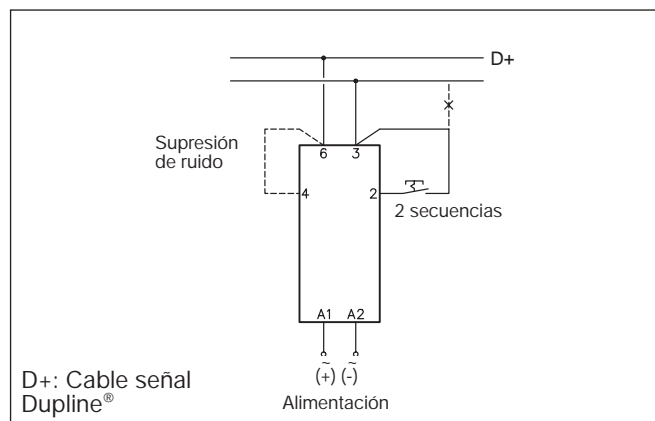 D+
Supresión
de ruido
6 3
4 2
2 secuencias
A1 A2
~ ~
(+) (-)
Alimentación
D+: Cable señal
Dupline®